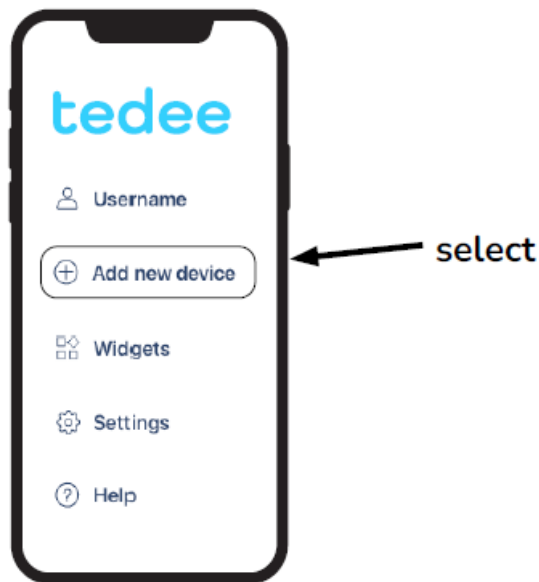 tedee
Username
Add new device
select
Widgets
Settings
Help